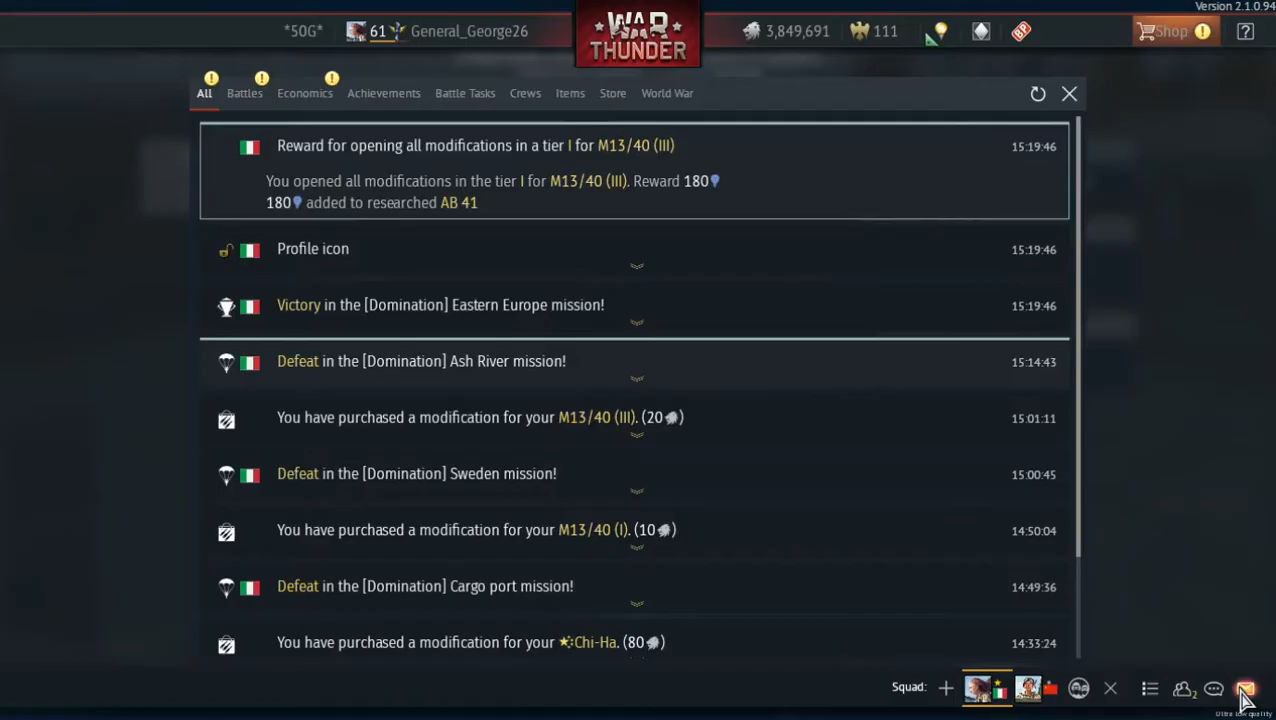 Version 2.1.0.94
*50G* 61 General_George26 WAR THUNDER 3,849,691 111 BP Shop ! ?
! ! !
All Battles Economics Achievements Battle Tasks Crews Items Store World War
Reward for opening all modifications in a tier I for M13/40 (III) 15:19:46
You opened all modifications in the tier I for M13/40 (III). Reward 180
180 added to researched AB 41
Profile icon 15:19:46
Victory in the [Domination] Eastern Europe mission! 15:19:46
Defeat in the [Domination] Ash River mission! 15:14:43
You have purchased a modification for your M13/40 (III). (20) 15:01:11
Defeat in the [Domination] Sweden mission! 15:00:45
You have purchased a modification for your M13/40 (I). (10) 14:50:04
Defeat in the [Domination] Cargo port mission! 14:49:36
You have purchased a modification for your Chi-Ha. (80) 14:33:24
Squad: 2
Ultra low quality